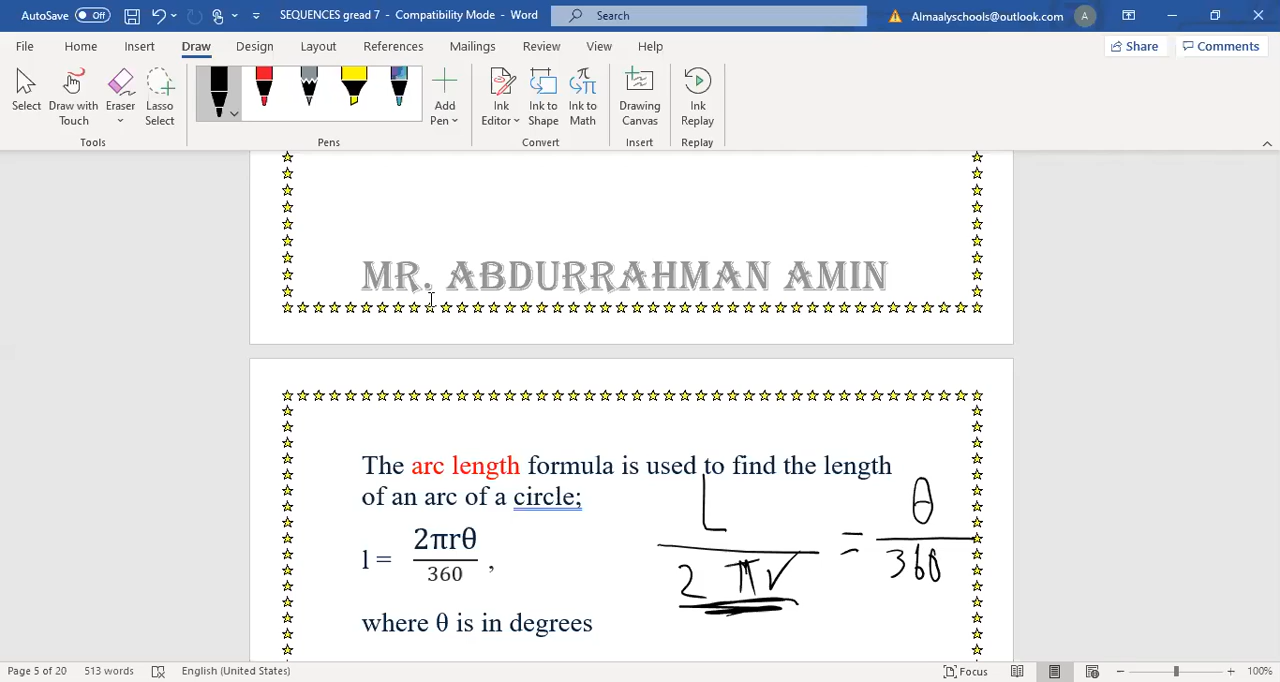 AutoSave Off SEQUENCES gread 7 - Compatibility Mode - Word Search Almaalyschools@outlook.com A
File Home Insert Draw Design Layout References Mailings Review View Help Share Comments
Select Draw with Touch Eraser Lasso Select Add Pen Ink Editor Ink to Shape Ink to Math Drawing Canvas Ink Replay
Tools Pens Convert Insert Replay
MR. ABDURRAHMAN AMIN
The arc length formula is used to find the length
of an arc of a circle;
l = 2πrθ/360 ,
L/2πr = θ/360
where θ is in degrees
Page 5 of 20 513 words English (United States) Focus 100%